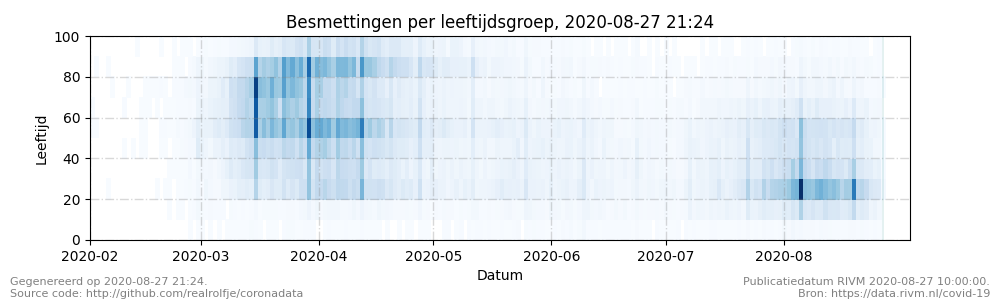 Besmettingen per leeftijdsgroep, 2020-08-27 21:24
100
80
60
40
20
0
Leeftijd
2020-02 2020-03 2020-04 2020-05 2020-06 2020-07 2020-08
Datum
Gegenereerd op 2020-08-27 21:24.
Source code: http://github.com/realrolfje/coronadata
Publicatiedatum RIVM 2020-08-27 10:00:00.
Bron: https://data.rivm.nl/covid-19